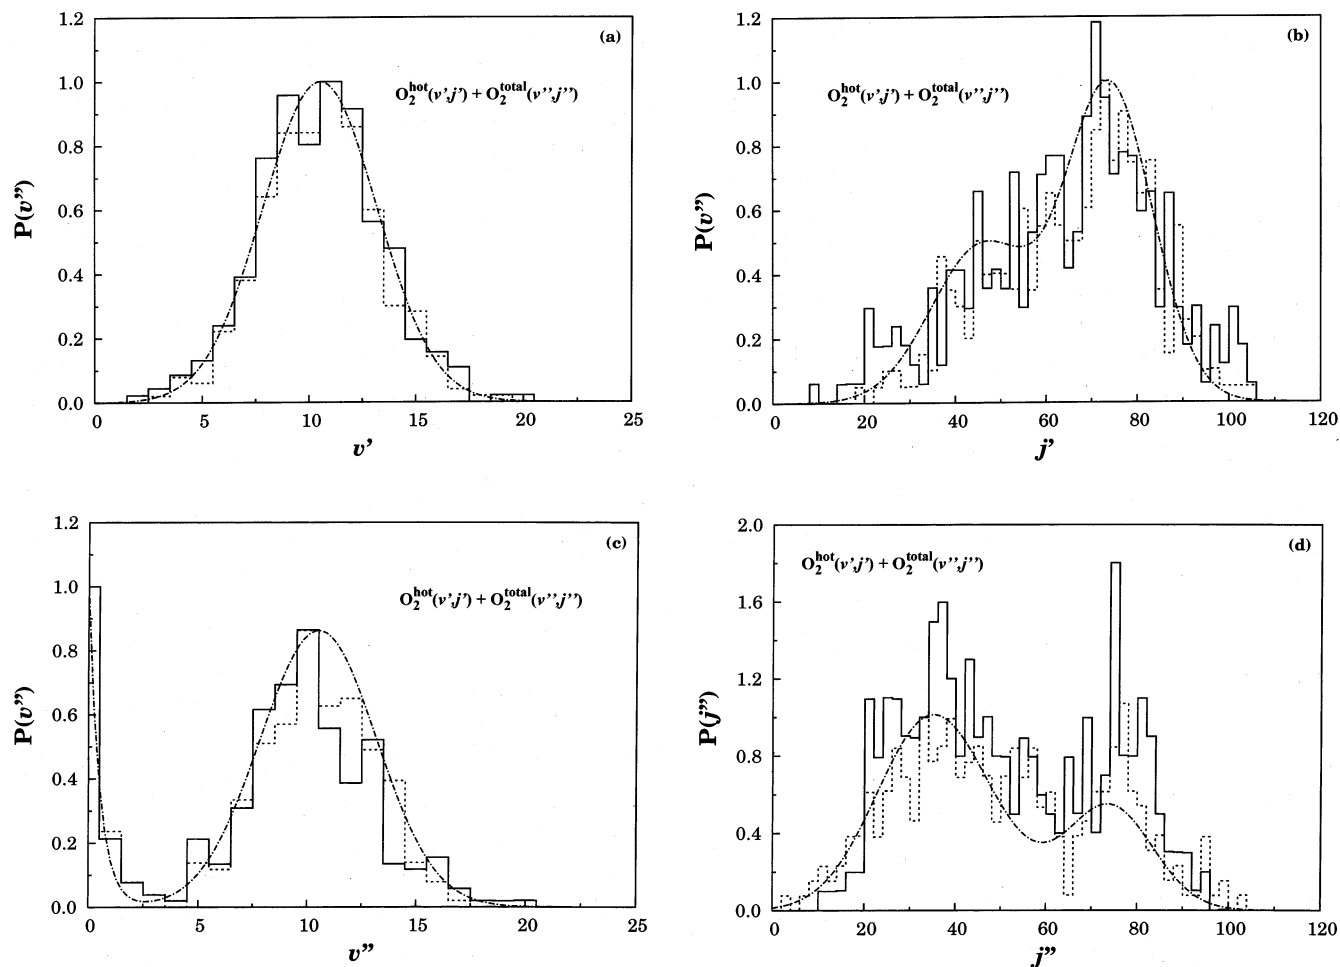 1.2
1.0
0.8
0.6
0.4
0.2
0.0
P(v”)
(a)
O₂ʰᵒᵗ(v’,j’) + O₂ᵗᵒᵗᵃˡ(v’’,j’’)
0 5 10 15 20 25
v’
1.2
1.0
0.8
0.6
0.4
0.2
0.0
P(v”)
(b)
O₂ʰᵒᵗ(v’,j’) + O₂ᵗᵒᵗᵃˡ(v’’,j’’)
0 20 40 60 80 100 120
j’
1.2
1.0
0.8
0.6
0.4
0.2
0.0
P(v”)
(c)
O₂ʰᵒᵗ(v’,j’) + O₂ᵗᵒᵗᵃˡ(v’’,j’’)
0 5 10 15 20 25
v”
2.0
1.6
1.2
0.8
0.4
0.0
P(j”)
(d)
O₂ʰᵒᵗ(v’,j’) + O₂ᵗᵒᵗᵃˡ(v’’,j’’)
0 20 40 60 80 100 120
j”